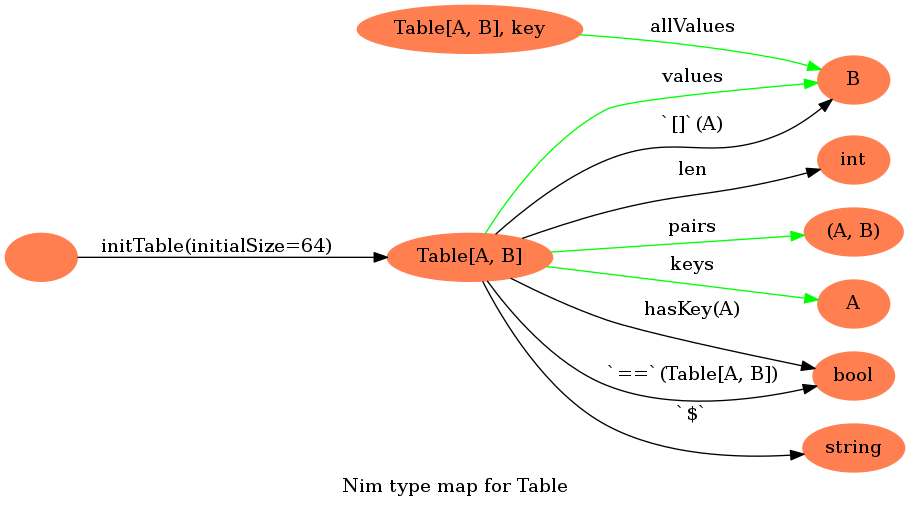 Table[A, B], key
allValues
B
values
`[]`(A)
int
len
pairs
(A, B)
initTable(initialSize=64)
Table[A, B]
keys
A
hasKey(A)
bool
`==`(Table[A, B])
`$`
string
Nim type map for Table